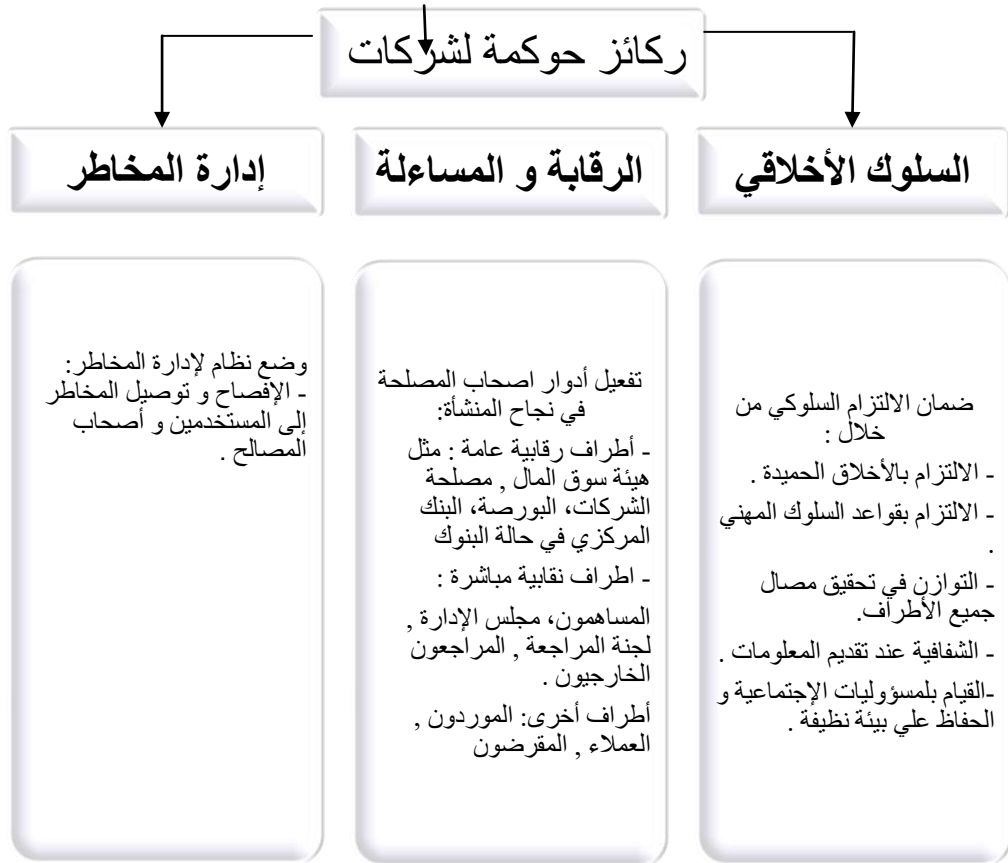 ركائز حوكمة لشركات
السلوك الأخلاقي
الرقابة و المساءلة
إدارة المخاطر
ضمان الالتزام السلوكي من
خلال :
- الالتزام بالأخلاق الحميدة .
- الالتزام بقواعد السلوك المهني
.
- التوازن في تحقيق مصال
جميع الأطراف.
- الشفافية عند تقديم المعلومات .
-القيام بلمسؤوليات الإجتماعية و
الحفاظ علي بيئة نظيفة .
تفعيل أدوار اصحاب المصلحة
في نجاح المنشأة:
- أطراف رقابية عامة : مثل
هيئة سوق المال , مصلحة
الشركات، البورصة، البنك
المركزي في حالة البنوك
- اطراف نقابية مباشرة :
المساهمون، مجلس الإدارة ,
لجنة المراجعة , المراجعون
الخارجيون .
أطراف أخرى: الموردون ,
العملاء , المقرضون
وضع نظام لإدارة المخاطر:
- الإفصاح و توصيل المخاطر
إلى المستخدمين و أصحاب
المصالح .